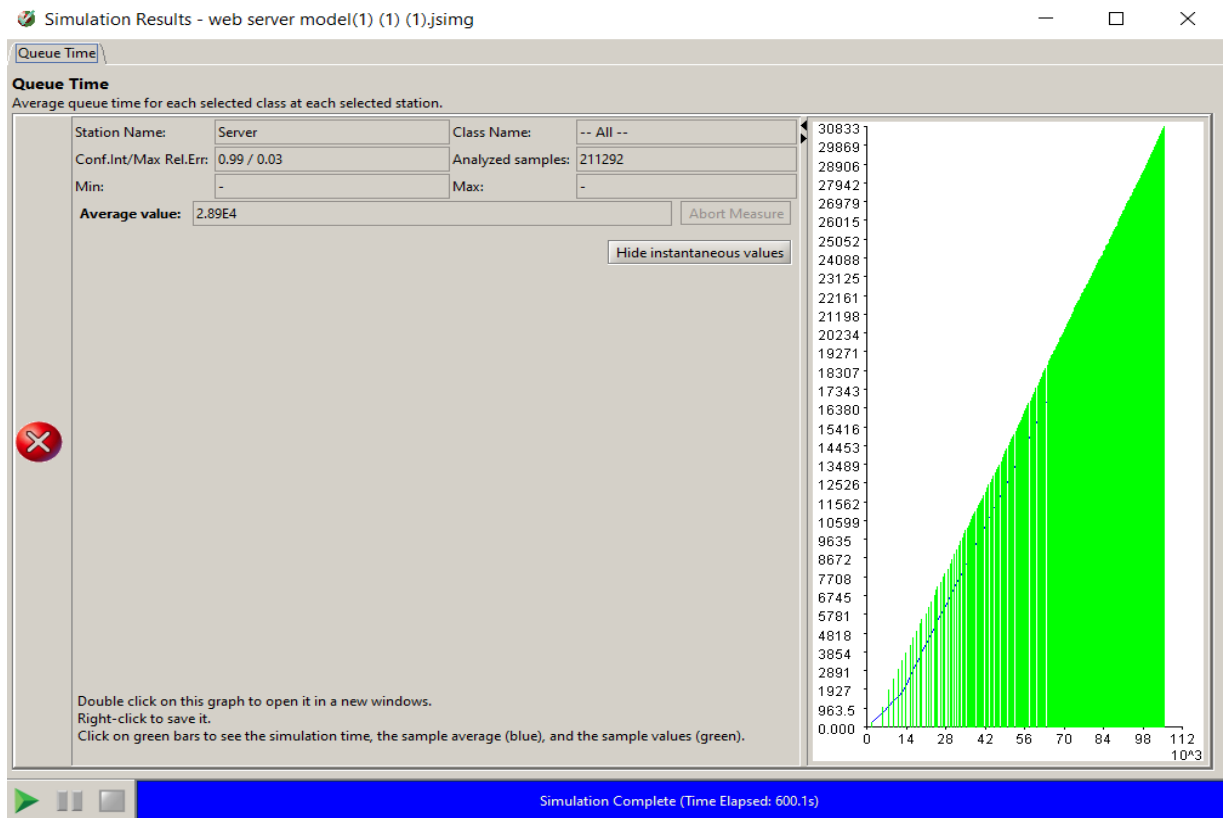 Simulation Results - web server model(1) (1) (1).jsimg
Queue Time
Queue Time
Average queue time for each selected class at each selected station.
Station Name: Server Class Name: -- All --
Conf.Int/Max Rel.Err: 0.99 / 0.03 Analyzed samples: 211292
Min: - Max: -
Average value: 2.89E4 Abort Measure
Hide instantaneous values
Double click on this graph to open it in a new windows.
Right-click to save it.
Click on green bars to see the simulation time, the sample average (blue), and the sample values (green).
30833
29869
28906
27942
26979
26015
25052
24088
23125
22161
21198
20234
19271
18307
17343
16380
15416
14453
13489
12526
11562
10599
9635
8672
7708
6745
5781
4818
3854
2891
1927
963.5
0.000
0 14 28 42 56 70 84 98 112
10^3
Simulation Complete (Time Elapsed: 600.1s)